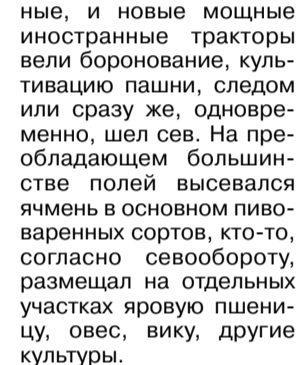 ные, и новые мощные
иностранные тракторы
вели боронование, куль-
тивацию пашни, следом
или сразу же, одновре-
менно, шел сев. На пре-
обладающем большин-
стве полей высевался
ячмень в основном пиво-
варенных сортов, кто-то,
согласно севообороту,
размещал на отдельных
участках яровую пшени-
цу, овес, вику, другие
культуры.